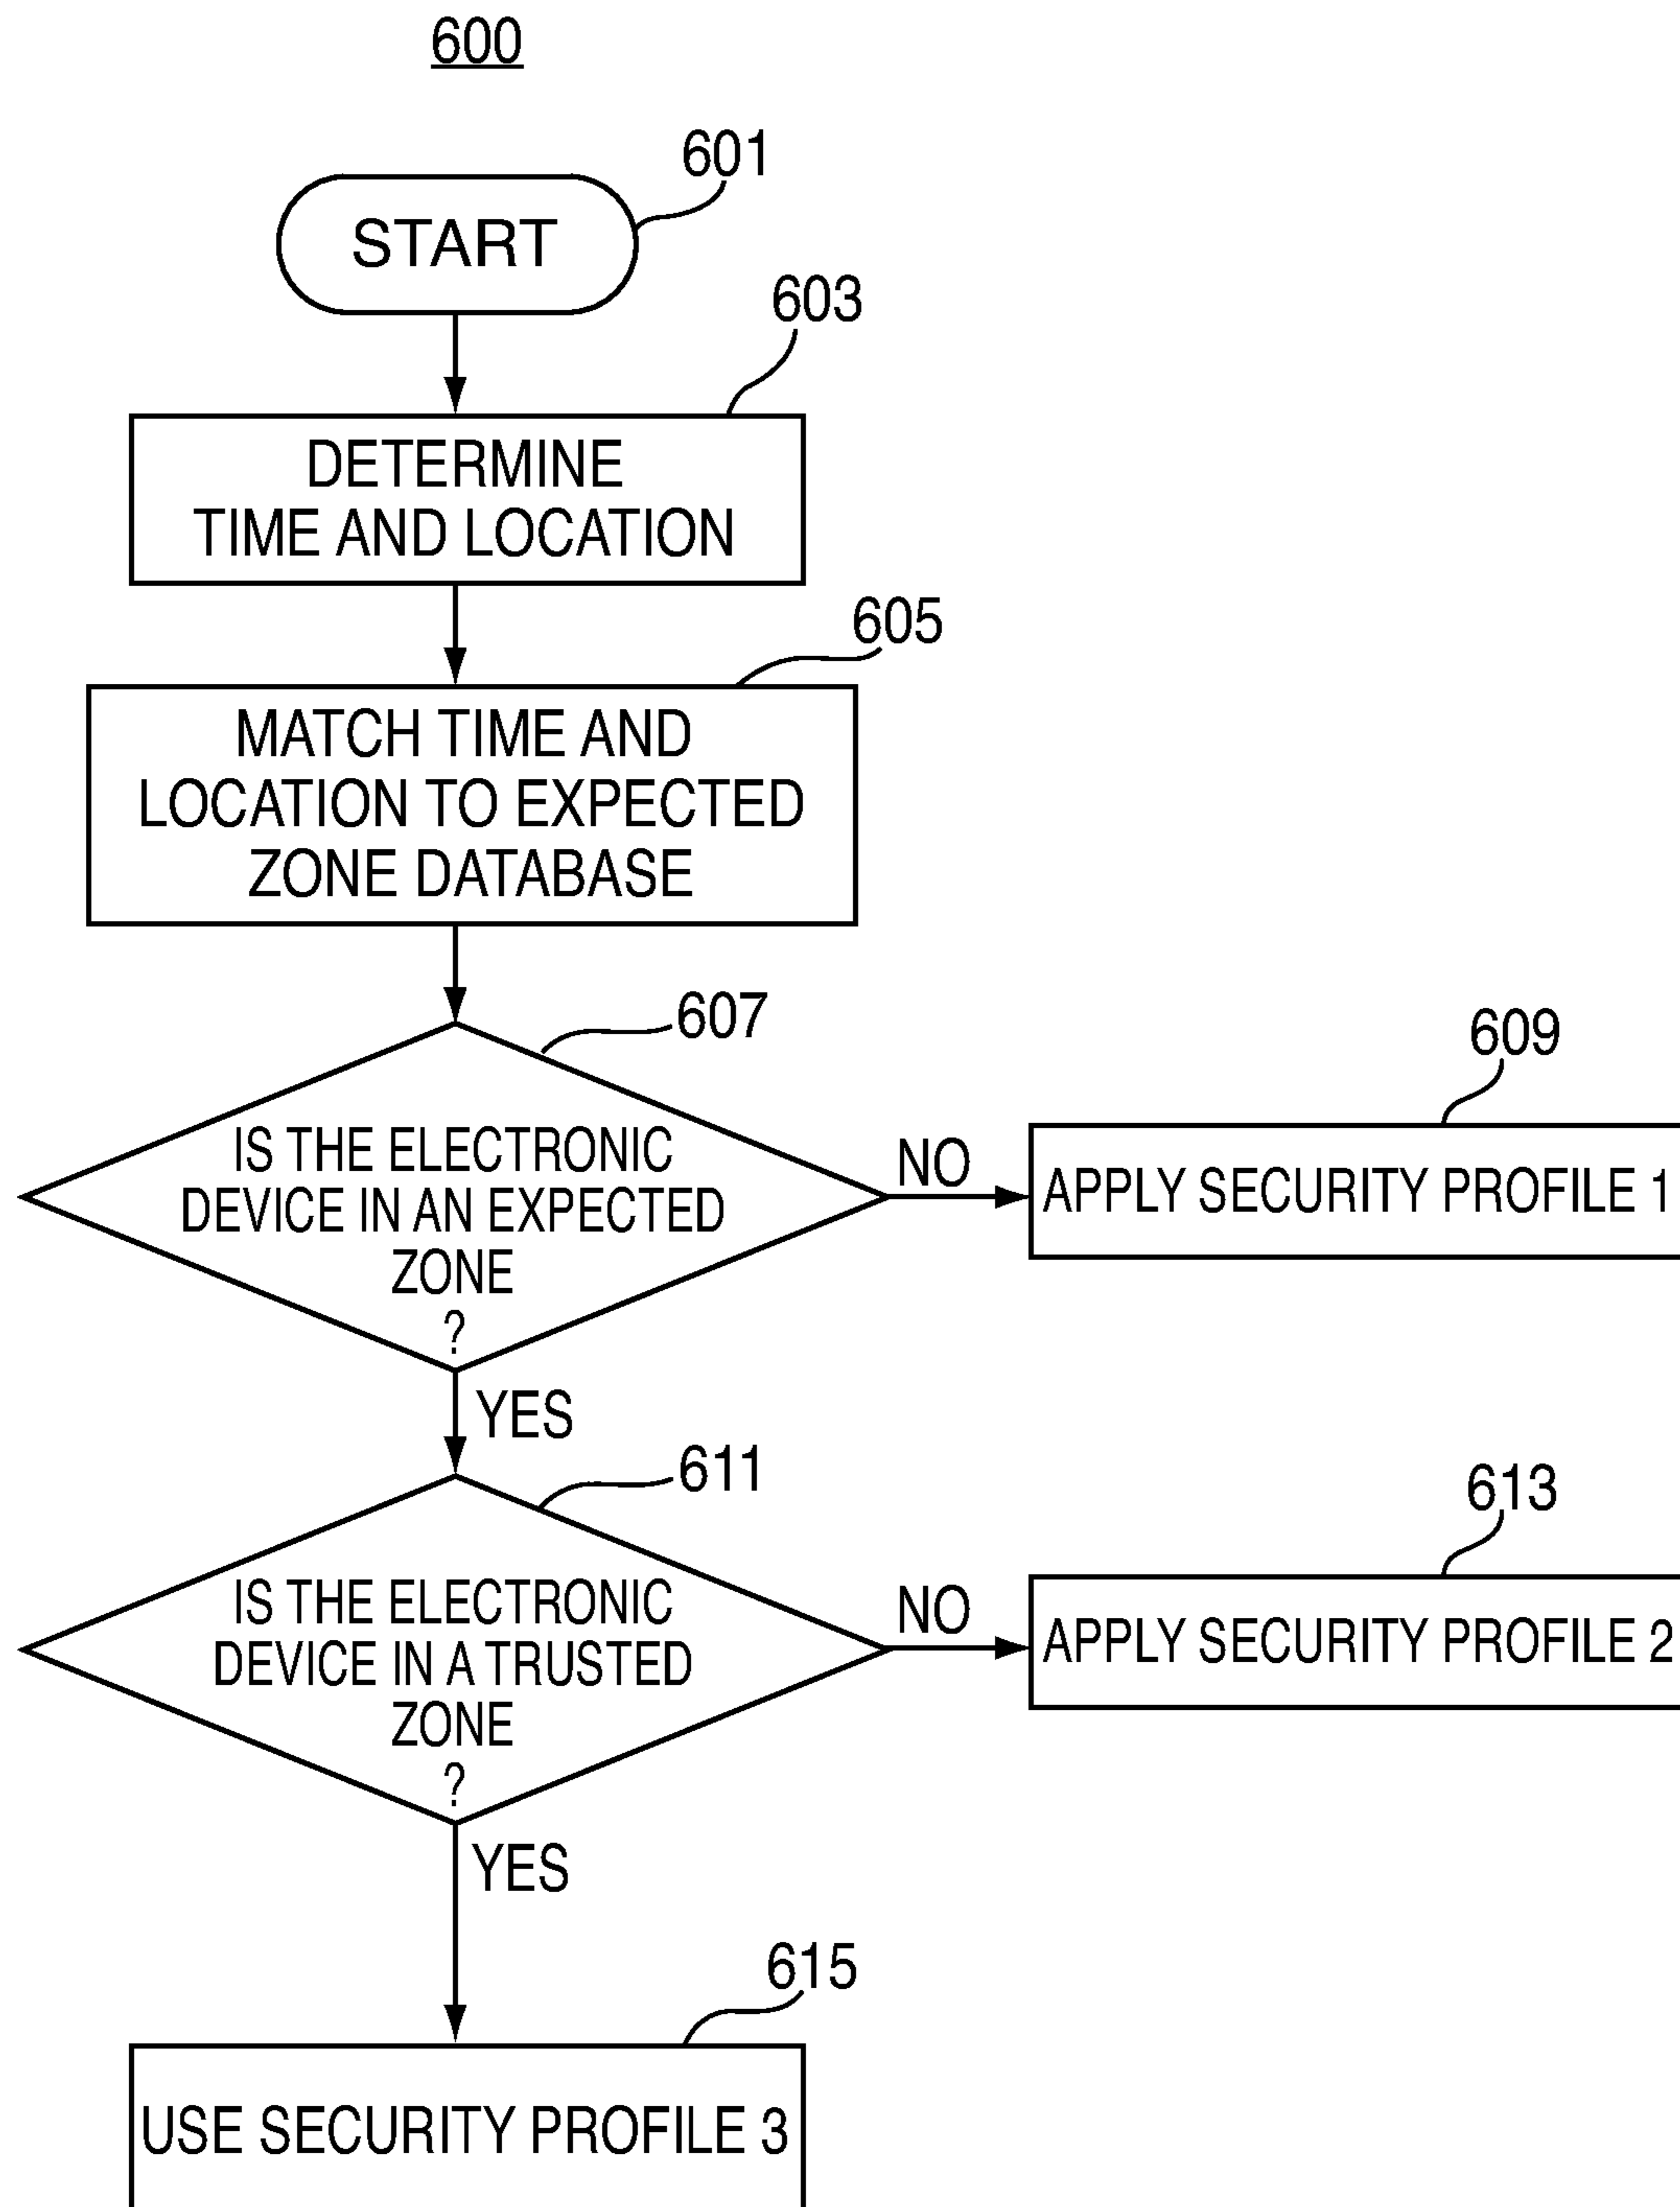 600
601
START
603
DETERMINE
TIME AND LOCATION
605
MATCH TIME AND
LOCATION TO EXPECTED
ZONE DATABASE
607
IS THE ELECTRONIC
DEVICE IN AN EXPECTED
ZONE
?
NO
609
APPLY SECURITY PROFILE 1
YES
611
IS THE ELECTRONIC
DEVICE IN A TRUSTED
ZONE
?
NO
613
APPLY SECURITY PROFILE 2
YES
615
USE SECURITY PROFILE 3